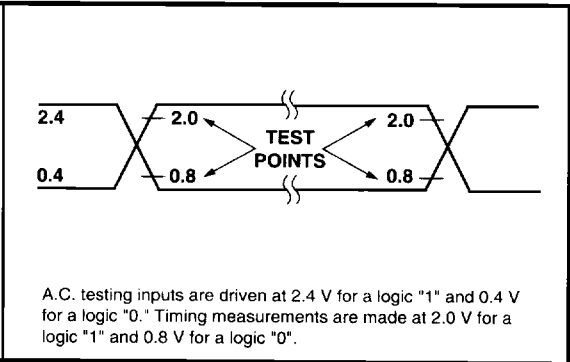 2.4
2.0
TEST
POINTS
2.0
0.4
0.8
0.8
A.C. testing inputs are driven at 2.4 V for a logic "1" and 0.4 V
for a logic "0." Timing measurements are made at 2.0 V for a
logic "1" and 0.8 V for a logic "0".